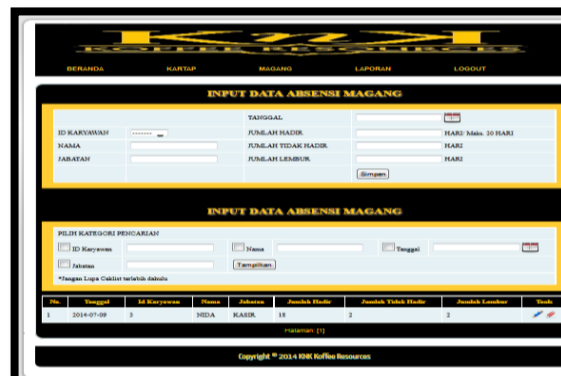 KnK
KOFFEE RESOURCES
BERANDA KARTAP MAGANG LAPORAN LOGOUT
INPUT DATA ABSENSI MAGANG
TANGGAL
ID KARYAWAN ------- JUMLAH HADIR HARI/ Maks. 20 HARI
NAMA JUMLAH TIDAK HADIR HARI
JABATAN JUMLAH LEMBUR HARI
Simpan
INPUT DATA ABSENSI MAGANG
PILIH KATEGORI PENCARIAN
ID Karyawan Nama Tanggal
Jabatan Tampilkan
*Jangan Lupa Caklist terlebih dahulu
No. Tanggal Id Karyawan Nama Jabatan Jumlah Hadir Jumlah Tidak Hadir Jumlah Lembur Tools
1 2014-07-09 3 NIDA KASIR 18 2 2
Halaman: [1]
Copyright © 2014 KNK Koffee Resources